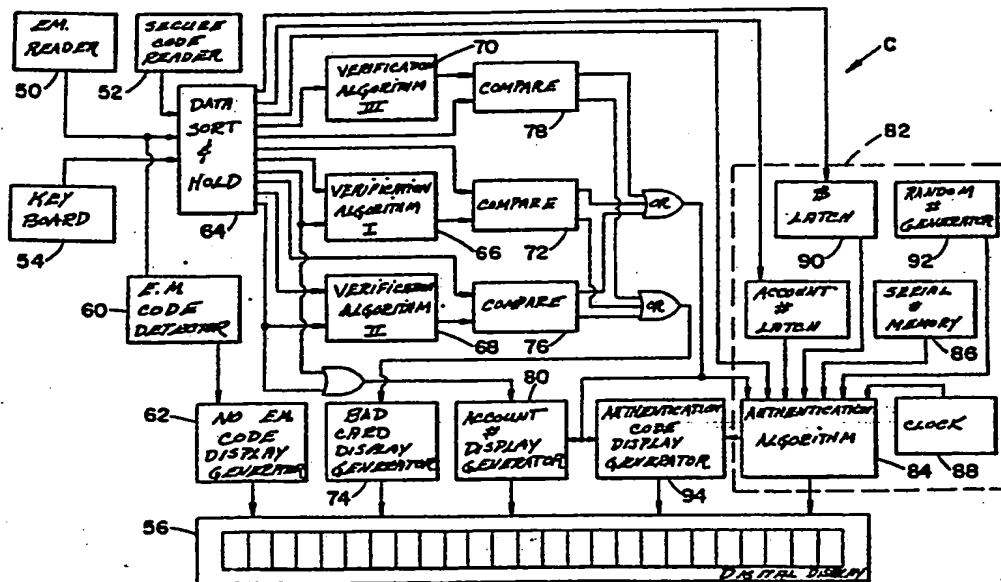 E.M.
READER
50
SECURE
CODE
READER
52
KEY
BOARD
54
DATA
SORT
&
HOLD
64
VERIFICATION
ALGORITHM
III
70
COMPARE
78
VERIFICATION
ALGORITHM
I
66
COMPARE
72
VERIFICATION
ALGORITHM
II
68
COMPARE
76
OR
OR
C
82
$
LATCH
90
RANDOM
# GENERATOR
92
ACCOUNT
#
LATCH
SERIAL
#
MEMORY
86
60
E.M.
CODE
DETECTOR
62
NO E.M.
CODE
DISPLAY
GENERATOR
BAD
CARD
DISPLAY
GENERATOR
74
80
ACCOUNT
#
DISPLAY
GENERATOR
AUTHENTICATION
CODE
DISPLAY
GENERATOR
94
AUTHENTICATION
ALGORITHM
84
CLOCK
88
56
DIGITAL DISPLAY